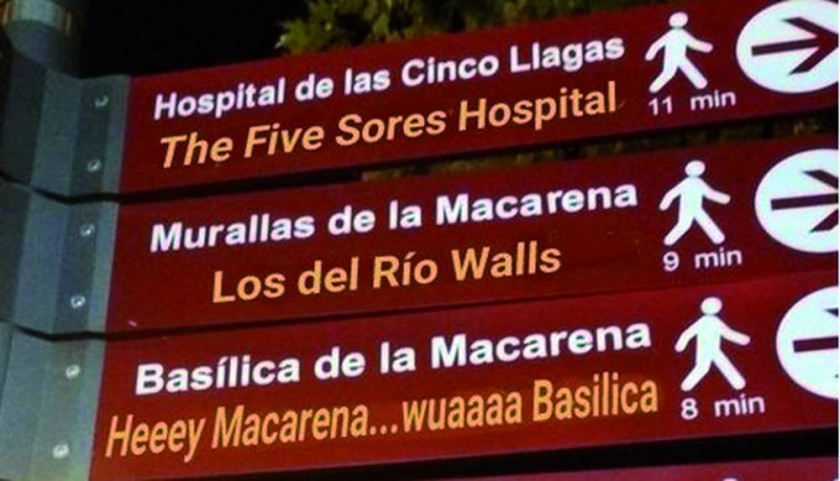 Hospital de las Cinco Llagas
The Five Sores Hospital
11 min
Murallas de la Macarena
Los del Río Walls
9 min
Basílica de la Macarena
Heeey Macarena...wuaaaa Basilica
8 min